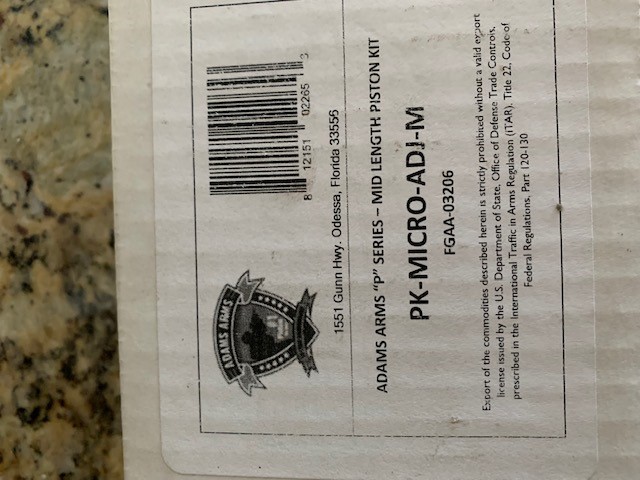 ADAMS ARMS
8 12151 02265 3
1551 Gunn Hwy. Odessa, Florida 33556
ADAMS ARMS "P" SERIES – MID LENGTH PISTON KIT
PK-MICRO-ADJ-M
FGAA-03206
Export of the commodities described herein is strictly prohibited without a valid export
license issued by the U.S. Department of State, Office of Defense Trade Controls,
prescribed in the International Traffic in Arms Regulation (ITAR), Title 22, Code of
Federal Regulations, Part 120-130